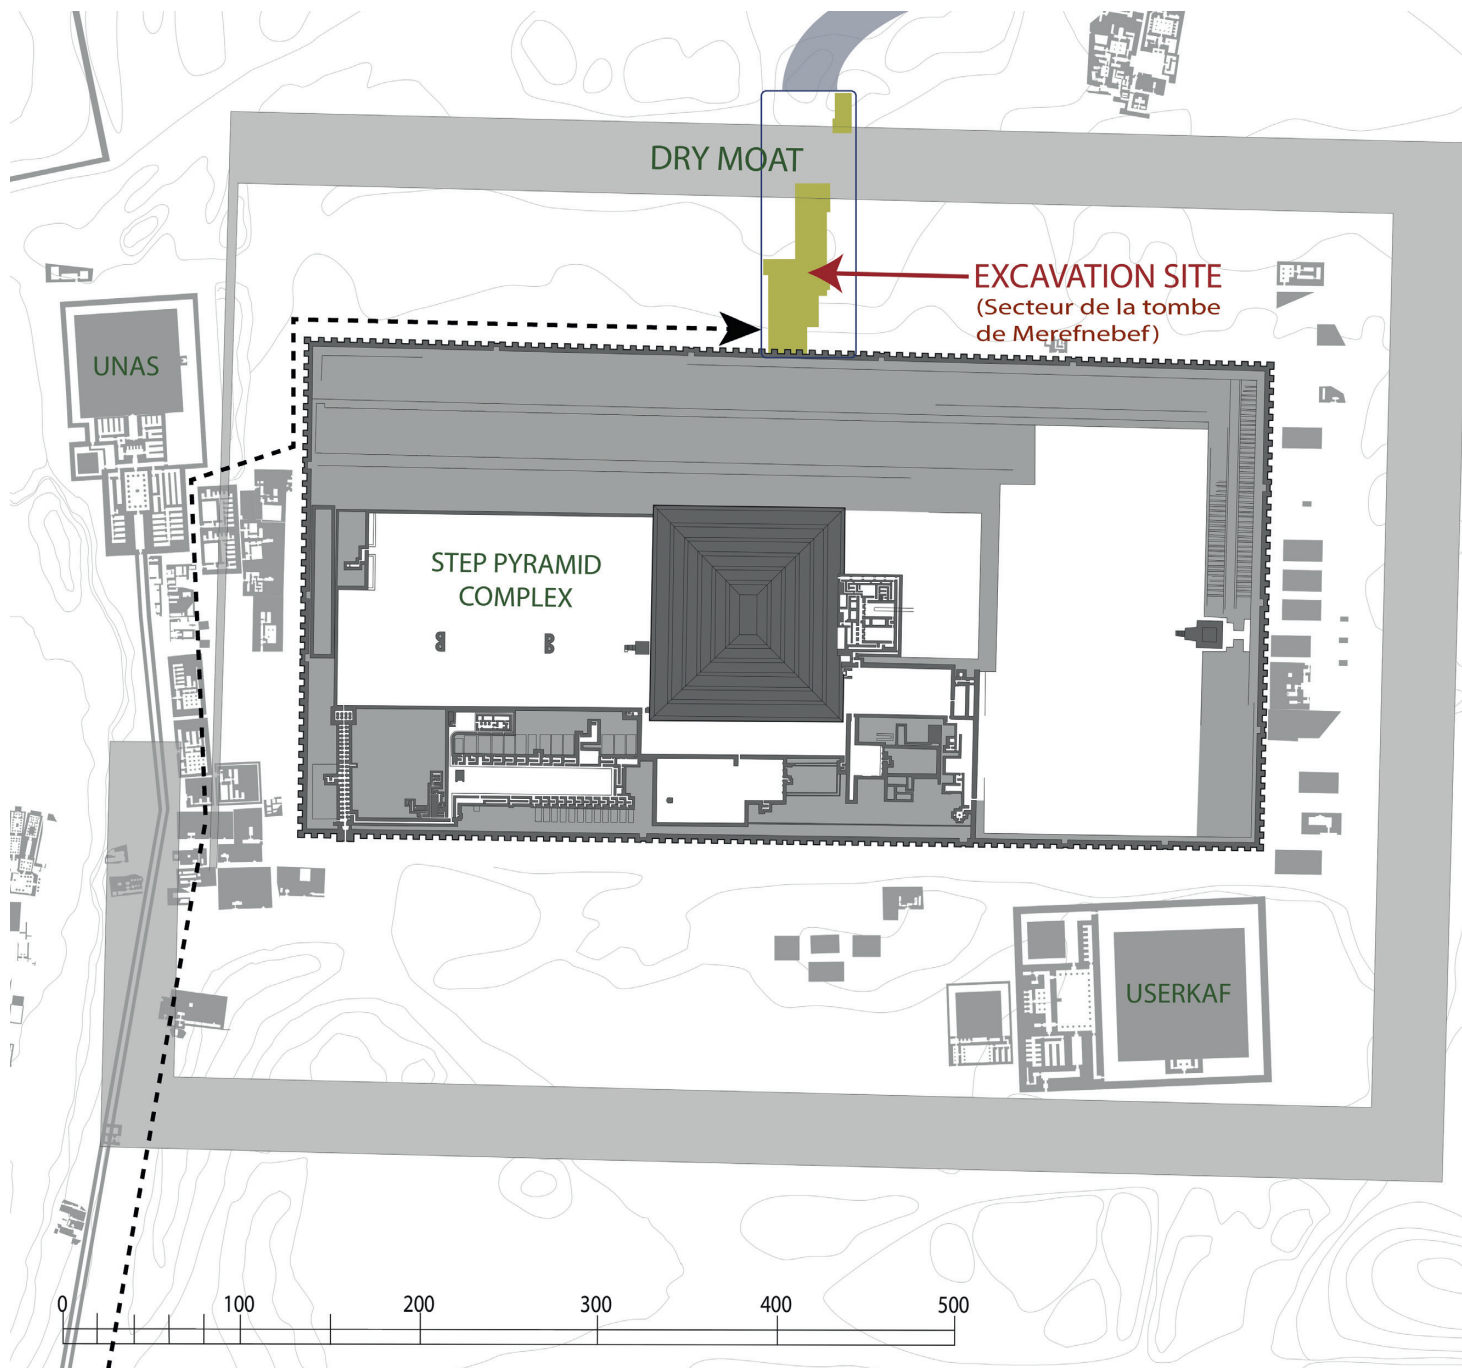 DRY MOAT
EXCAVATION SITE
(Secteur de la tombe
de Merefnebef)
UNAS
STEP PYRAMID
COMPLEX
USERKAF
0 100 200 300 400 500